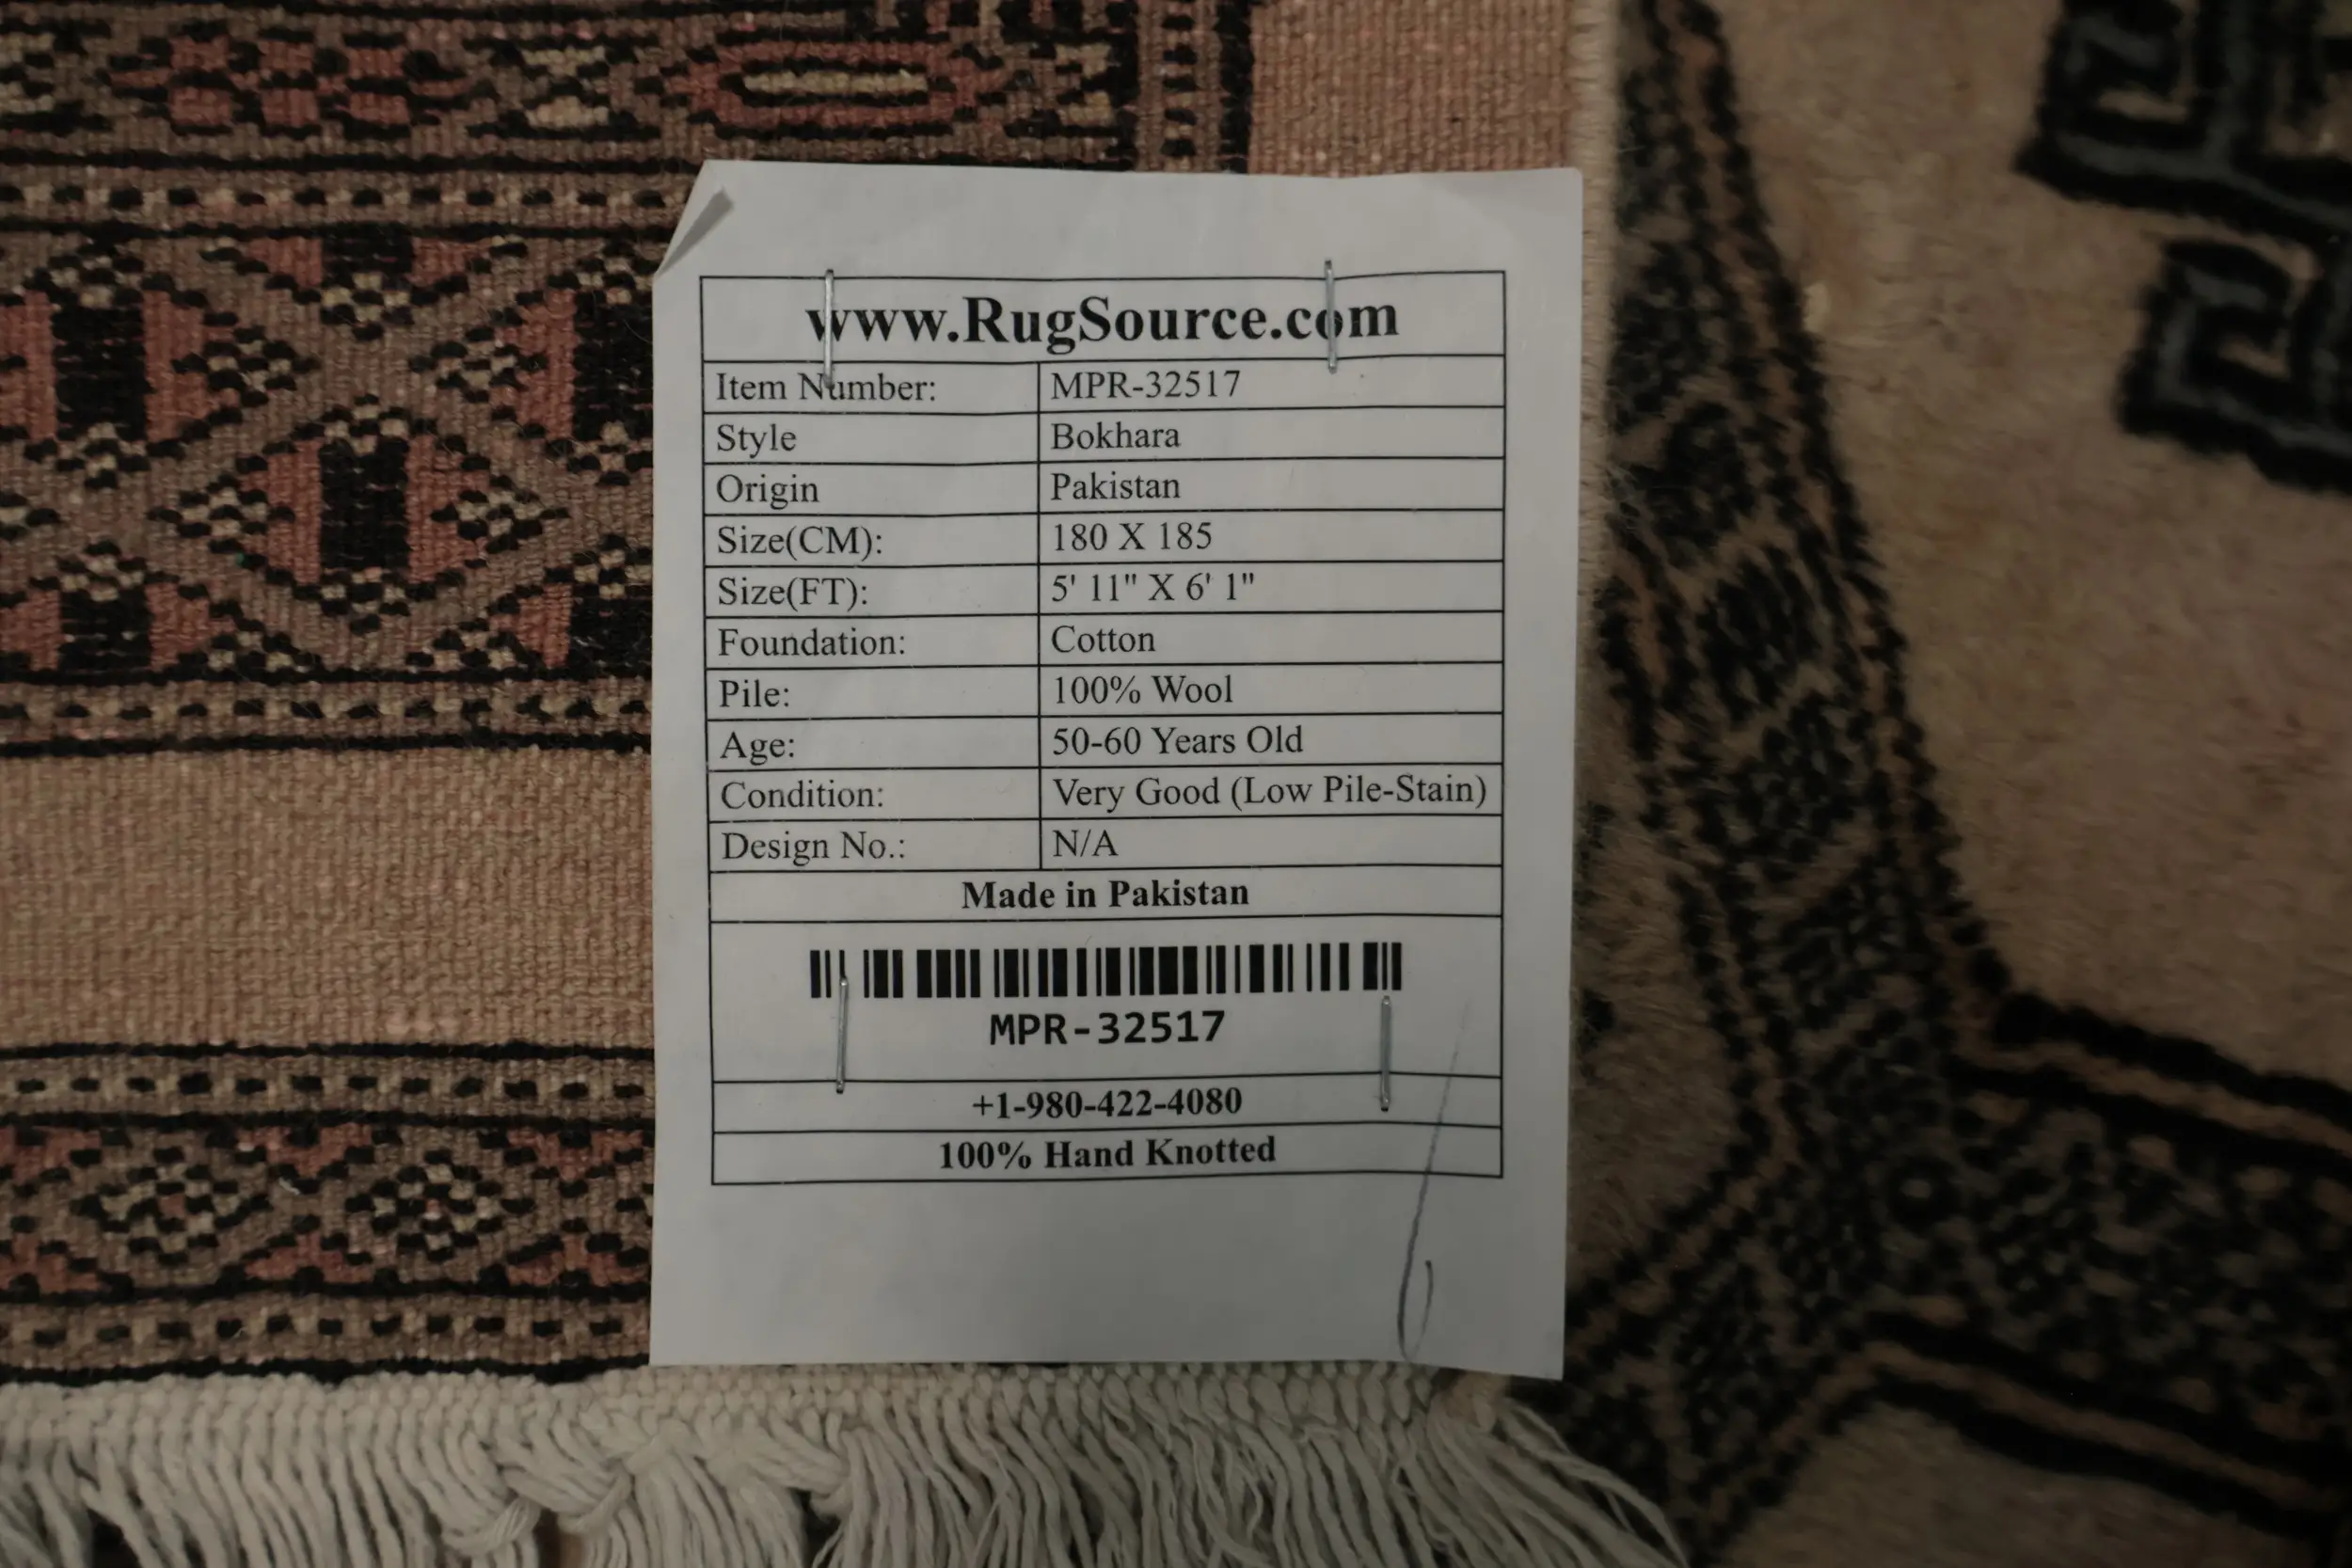 www.RugSource.com
Item Number: MPR-32517
Style Bokhara
Origin Pakistan
Size(CM): 180 X 185
Size(FT): 5' 11" X 6' 1"
Foundation: Cotton
Pile: 100% Wool
Age: 50-60 Years Old
Condition: Very Good (Low Pile-Stain)
Design No.: N/A
Made in Pakistan
MPR-32517
+1-980-422-4080
100% Hand Knotted